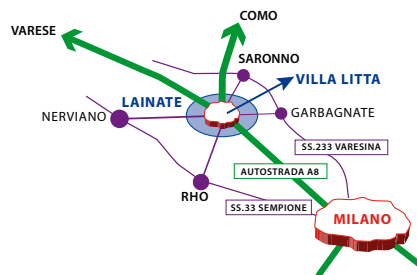 COMO
VARESE
SARONNO
VILLA LITTA
LAINATE
NERVIANO
GARBAGNATE
SS.233 VARESINA
AUTOSTRADA A8
RHO
SS.33 SEMPIONE
MILANO